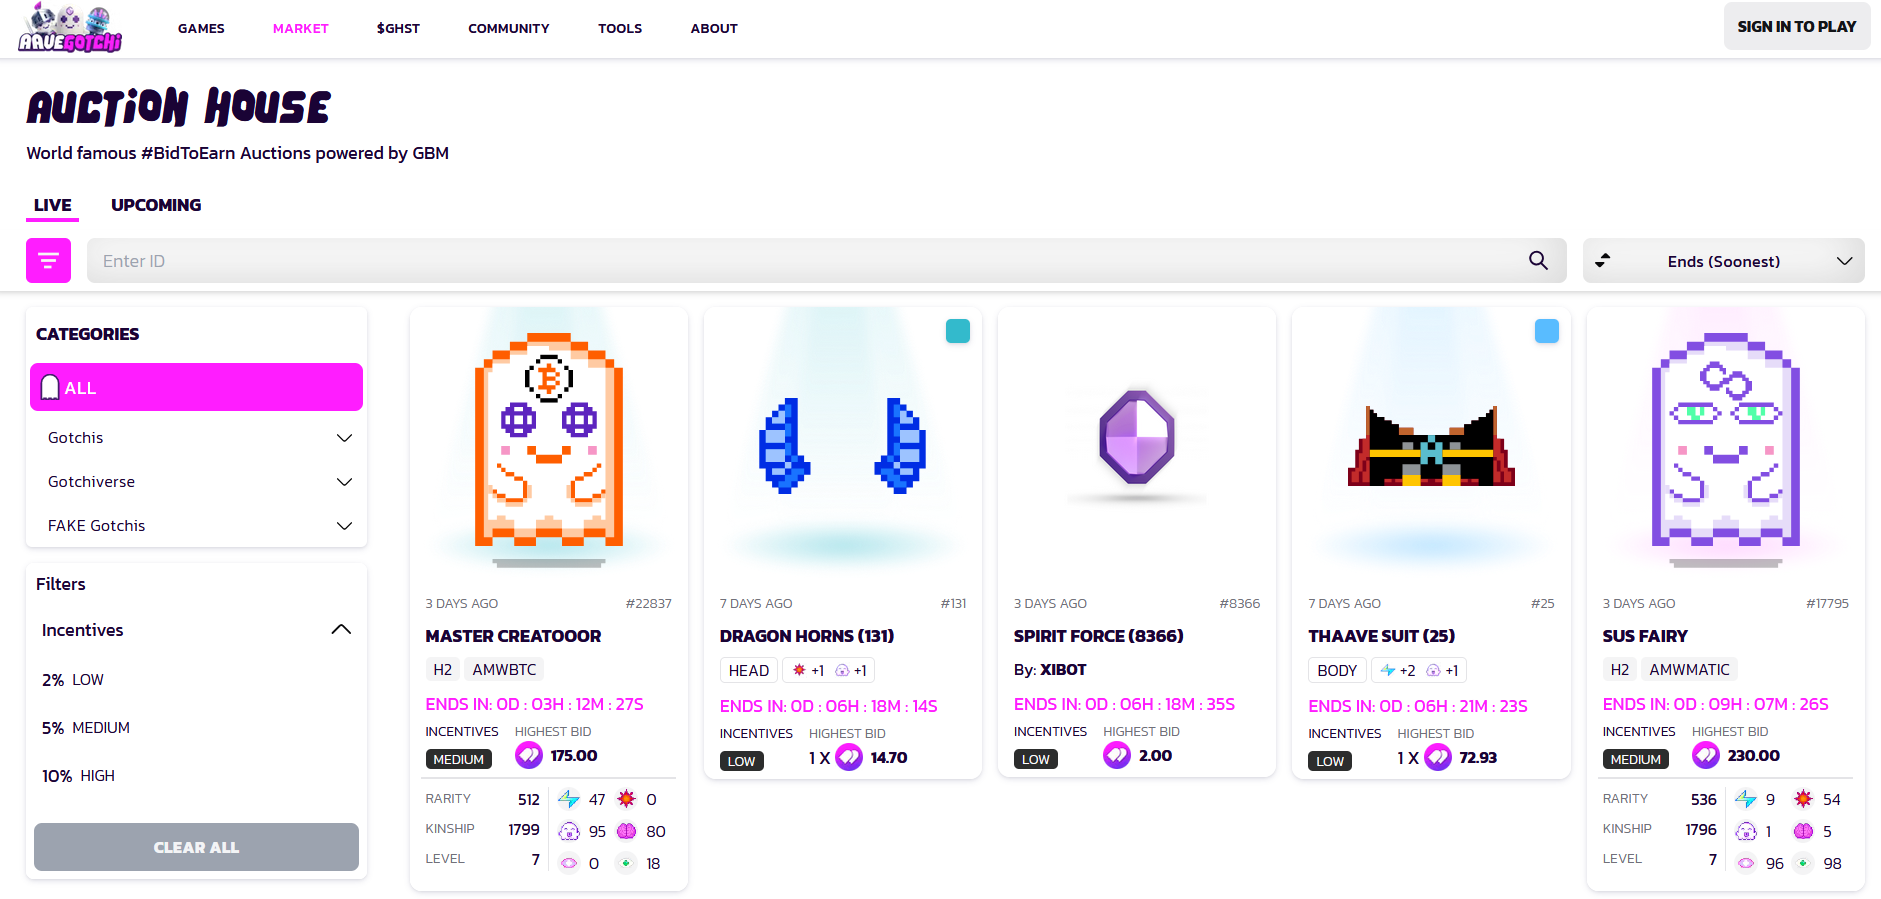 AAVEGOTCHI
GAMES
MARKET
$GHST
COMMUNITY
TOOLS
ABOUT
SIGN IN TO PLAY
AUCTION HOUSE
World famous #BidToEarn Auctions powered by GBM
LIVE
UPCOMING
Enter ID
Ends (Soonest)
CATEGORIES
ALL
Gotchis
Gotchiverse
FAKE Gotchis
Filters
Incentives
2% LOW
5% MEDIUM
10% HIGH
CLEAR ALL
3 DAYS AGO #22837
MASTER CREATOOOR
H2 AMWBTC
ENDS IN: 0D : 03H : 12M : 27S
INCENTIVES HIGHEST BID
MEDIUM 175.00
RARITY 512 47 0
KINSHIP 1799 95 80
LEVEL 7 0 18
7 DAYS AGO #131
DRAGON HORNS (131)
HEAD +1 +1
ENDS IN: 0D : 06H : 18M : 14S
INCENTIVES HIGHEST BID
LOW 1 X 14.70
3 DAYS AGO #8366
SPIRIT FORCE (8366)
By: XIBOT
ENDS IN: 0D : 06H : 18M : 35S
INCENTIVES HIGHEST BID
LOW 2.00
7 DAYS AGO #25
THAAVE SUIT (25)
BODY +2 +1
ENDS IN: 0D : 06H : 21M : 23S
INCENTIVES HIGHEST BID
LOW 1 X 72.93
3 DAYS AGO #17795
SUS FAIRY
H2 AMWMATIC
ENDS IN: 0D : 09H : 07M : 26S
INCENTIVES HIGHEST BID
MEDIUM 230.00
RARITY 536 9 54
KINSHIP 1796 1 5
LEVEL 7 96 98